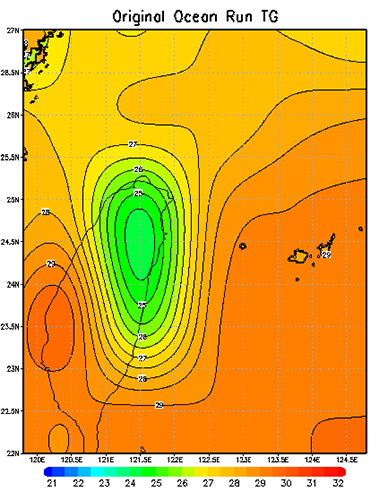 Original Ocean Run TG
27N
26.5N
26N
25.5N
25N
24.5N
24N
23.5N
23N
22.5N
22N
27
26
25
28
29
29
25
26
27
28
29
120E 120.5E 121E 121.5E 122E 122.5E 123E 123.5E 124E 124.5E
21 22 23 24 25 26 27 28 29 30 31 32